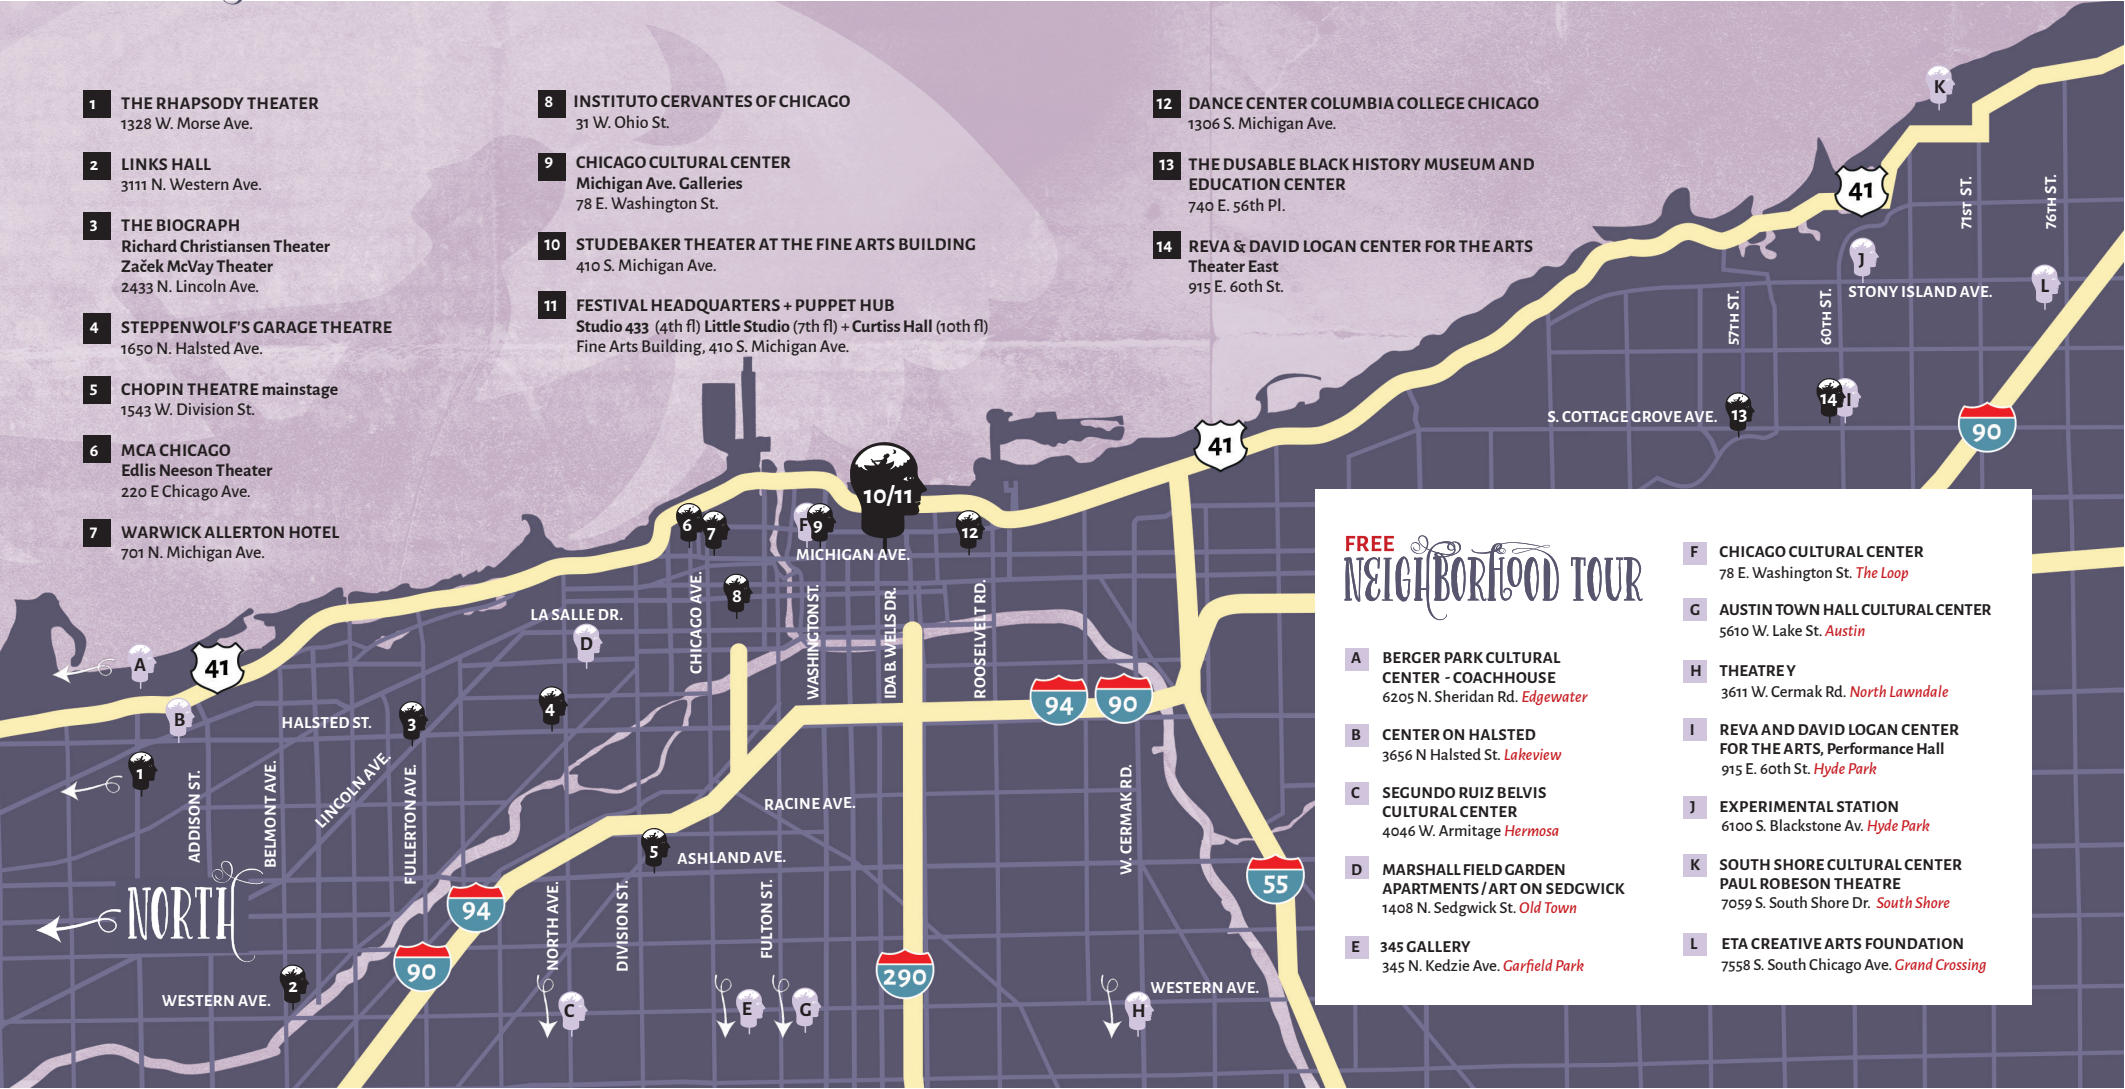 1 THE RHAPSODY THEATER
1328 W. Morse Ave.
2 LINKS HALL
3111 N. Western Ave.
3 THE BIOGRAPH
Richard Christiansen Theater
Začek McVay Theater
2433 N. Lincoln Ave.
4 STEPPENWOLF'S GARAGE THEATRE
1650 N. Halsted Ave.
5 CHOPIN THEATRE mainstage
1543 W. Division St.
6 MCA CHICAGO
Edlis Neeson Theater
220 E Chicago Ave.
7 WARWICK ALLERTON HOTEL
701 N. Michigan Ave.
8 INSTITUTO CERVANTES OF CHICAGO
31 W. Ohio St.
9 CHICAGO CULTURAL CENTER
Michigan Ave. Galleries
78 E. Washington St.
10 STUDEBAKER THEATER AT THE FINE ARTS BUILDING
410 S. Michigan Ave.
11 FESTIVAL HEADQUARTERS + PUPPET HUB
Studio 433 (4th fl) Little Studio (7th fl) + Curtiss Hall (10th fl)
Fine Arts Building, 410 S. Michigan Ave.
12 DANCE CENTER COLUMBIA COLLEGE CHICAGO
1306 S. Michigan Ave.
13 THE DUSABLE BLACK HISTORY MUSEUM AND
EDUCATION CENTER
740 E. 56th Pl.
14 REVA & DAVID LOGAN CENTER FOR THE ARTS
Theater East
915 E. 60th St.
K
41
71ST ST.
76TH ST.
J
L
STONY ISLAND AVE.
57TH ST.
60TH ST.
S. COTTAGE GROVE AVE.
13
14
I
90
41
10/11
6
7
F
9
12
MICHIGAN AVE.
8
CHICAGO AVE.
WASHINGTON ST.
IDA B. WELLS DR.
ROOSELVELT RD.
LA SALLE DR.
D
A
41
B
HALSTED ST.
3
4
94
90
1
ADDISON ST.
BELMONT AVE.
LINCOLN AVE.
FULLERTON AVE.
RACINE AVE.
W. CERMAK RD.
5
ASHLAND AVE.
55
NORTH
94
90
NORTH AVE.
DIVISION ST.
FULTON ST.
290
2
WESTERN AVE.
C
E
G
H
WESTERN AVE.
FREE
NEIGHBORHOOD TOUR
A BERGER PARK CULTURAL
CENTER - COACHHOUSE
6205 N. Sheridan Rd. Edgewater
B CENTER ON HALSTED
3656 N Halsted St. Lakeview
C SEGUNDO RUIZ BELVIS
CULTURAL CENTER
4046 W. Armitage Hermosa
D MARSHALL FIELD GARDEN
APARTMENTS / ART ON SEDGWICK
1408 N. Sedgwick St. Old Town
E 345 GALLERY
345 N. Kedzie Ave. Garfield Park
F CHICAGO CULTURAL CENTER
78 E. Washington St. The Loop
G AUSTIN TOWN HALL CULTURAL CENTER
5610 W. Lake St. Austin
H THEATRE Y
3611 W. Cermak Rd. North Lawndale
I REVA AND DAVID LOGAN CENTER
FOR THE ARTS, Performance Hall
915 E. 60th St. Hyde Park
J EXPERIMENTAL STATION
6100 S. Blackstone Av. Hyde Park
K SOUTH SHORE CULTURAL CENTER
PAUL ROBESON THEATRE
7059 S. South Shore Dr. South Shore
L ETA CREATIVE ARTS FOUNDATION
7558 S. South Chicago Ave. Grand Crossing